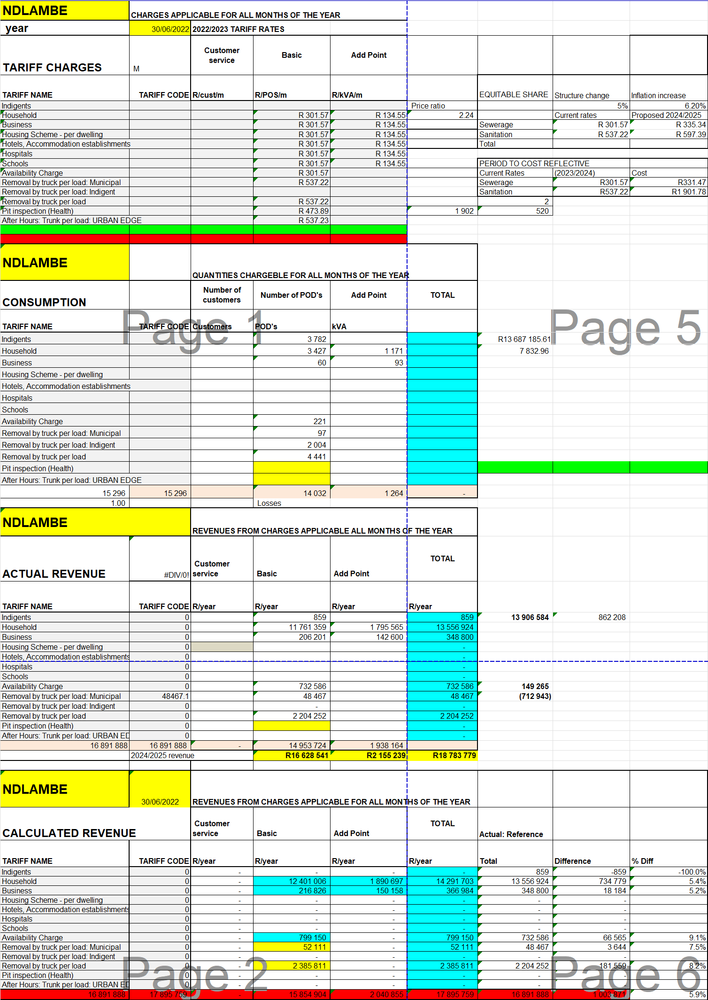 NDLAMBE CHARGES APPLICABLE FOR ALL MONTHS OF THE YEAR
year 30/06/2022 2022/2023 TARIFF RATES
TARIFF CHARGES M Customer service Basic Add Point
TARIFF NAME TARIFF CODE R/cust/m R/POS/m R/kVA/m EQUITABLE SHARE Structure change Inflation increase
Indigents Price ratio 5% 6.20%
Household R 301.57 R 134.55 2.24 Current rates Proposed 2024/2025
Business R 301.57 R 134.55 Sewerage R 301.57 R 335.34
Housing Scheme - per dwelling R 301.57 R 134.55 Sanitation R 537.22 R 597.39
Hotels, Accommodation establishments R 301.57 R 134.55 Total
Hospitals R 301.57 R 134.55
Schools R 301.57 R 134.55 PERIOD TO COST REFLECTIVE
Availability Charge R 301.57 Current Rates (2023/2024) Cost
Removal by truck per load: Municipal R 537.22 Sewerage R301.57 R331.47
Removal by truck per load: Indigent Sanitation R537.22 R1 901.78
Removal by truck per load R 537.22 2
Pit inspection (Health) R 473.89 1 902 520
After Hours: Trunk per load: URBAN EDGE R 537.23
NDLAMBE QUANTITIES CHARGEBLE FOR ALL MONTHS OF THE YEAR
CONSUMPTION Number of customers Number of POD's Add Point TOTAL
Page 1 Page 5
TARIFF NAME TARIFF CODE Customers POD's kVA
Indigents 3 782 R13 687 185.61
Household 3 427 1 171 7 832.96
Business 60 93
Housing Scheme - per dwelling
Hotels, Accommodation establishments
Hospitals
Schools
Availability Charge 221
Removal by truck per load: Municipal 97
Removal by truck per load: Indigent 2 004
Removal by truck per load 4 441
Pit inspection (Health)
After Hours: Trunk per load: URBAN EDGE
15 296 15 296 14 032 1 264 -
1.00 Losses
NDLAMBE REVENUES FROM CHARGES APPLICABLE ALL MONTHS OF THE YEAR
ACTUAL REVENUE #DIV/0! Customer service Basic Add Point TOTAL
TARIFF NAME TARIFF CODE R/year R/year R/year R/year
Indigents 0 859 859 13 906 584 862 208
Household 0 11 761 359 1 795 565 13 556 924
Business 0 206 201 142 600 348 800
Housing Scheme - per dwelling 0 -
Hotels, Accommodation establishments 0 -
Hospitals 0 -
Schools 0 -
Availability Charge 0 732 586 732 586 149 265
Removal by truck per load: Municipal 48467.1 48 467 48 467 (712 943)
Removal by truck per load: Indigent 0 - -
Removal by truck per load 0 2 204 252 2 204 252
Pit inspection (Health) 0 -
After Hours: Trunk per load: URBAN ED 0 -
16 891 888 16 891 888 - 14 953 724 1 938 164
2024/2025 revenue R16 628 541 R2 155 239 R18 783 779
NDLAMBE 30/06/2022 REVENUES FROM CHARGES APPLICABLE FOR ALL MONTHS OF THE YEAR
CALCULATED REVENUE Customer service Basic Add Point TOTAL Actual: Reference
TARIFF NAME TARIFF CODE R/year R/year R/year R/year Total Difference % Diff
Indigents 0 - - - - 859 -859 -100.0%
Household 0 - 12 401 006 1 890 697 14 291 703 13 556 924 734 779 5.4%
Business 0 - 216 826 150 158 366 984 348 800 18 184 5.2%
Housing Scheme - per dwelling 0 - - - - - -
Hotels, Accommodation establishments 0 - - - - - -
Hospitals 0 - - - - - -
Schools 0 - - - - - -
Availability Charge 0 - 799 150 - 799 150 732 586 66 565 9.1%
Removal by truck per load: Municipal 0 - 52 111 - 52 111 48 467 3 644 7.5%
Removal by truck per load: Indigent 0 - - - - - -
Removal by truck per load 0 - 2 385 811 - 2 385 811 2 204 252 181 559 8.2%
Page 2 Page 6
Pit inspection (Health) 0 - - - - - -
After Hours: Trunk per load: URBAN ED 0 - - - - - -
16 891 888 17 895 759 - 15 854 904 2 040 855 17 895 759 16 891 888 1 003 871 5.9%